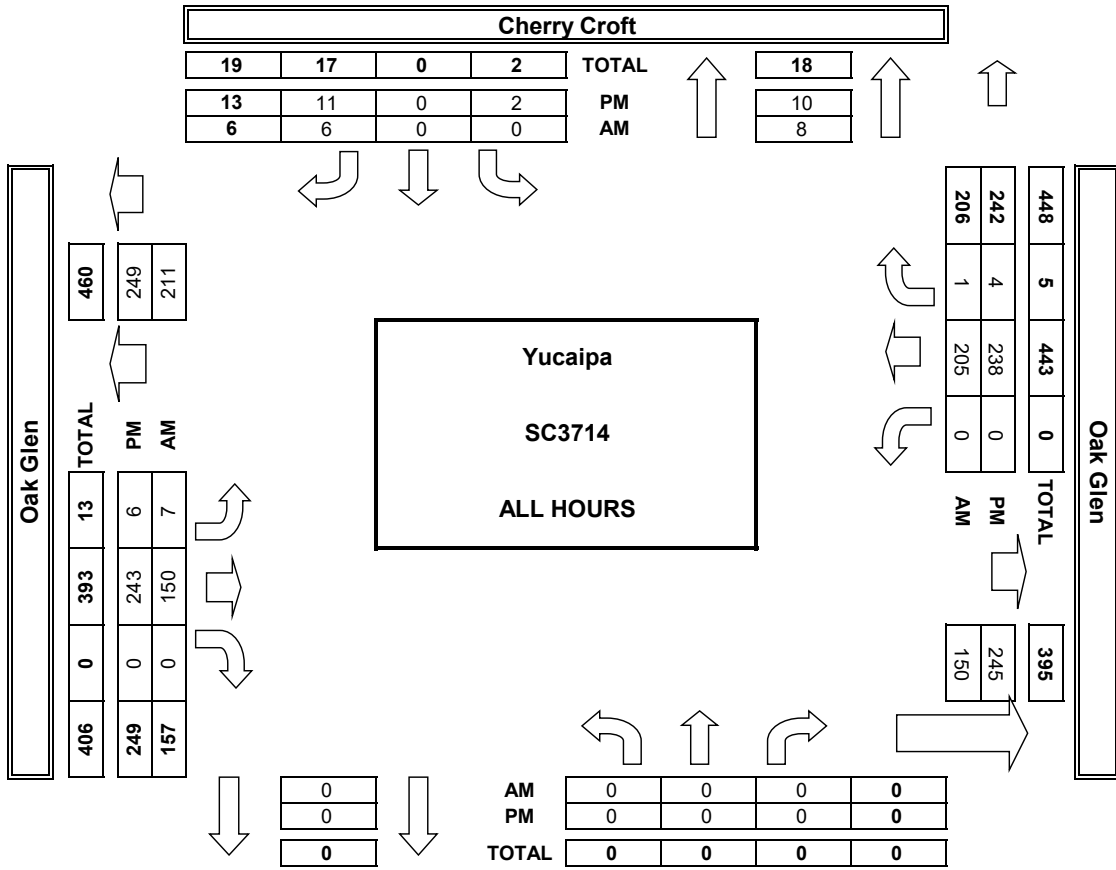 Cherry Croft
19 17 0 2 TOTAL 18
13 11 0 2 PM 10
6 6 0 0 AM 8
Oak Glen
460 249 211
TOTAL PM AM
13 6 7
393 243 150
0 0 0
406 249 157
Yucaipa
SC3714
ALL HOURS
206 242 448
1 4 5
205 238 443
0 0 0
AM PM TOTAL
150 245 395
Oak Glen
0 AM 0 0 0 0
0 PM 0 0 0 0
0 TOTAL 0 0 0 0